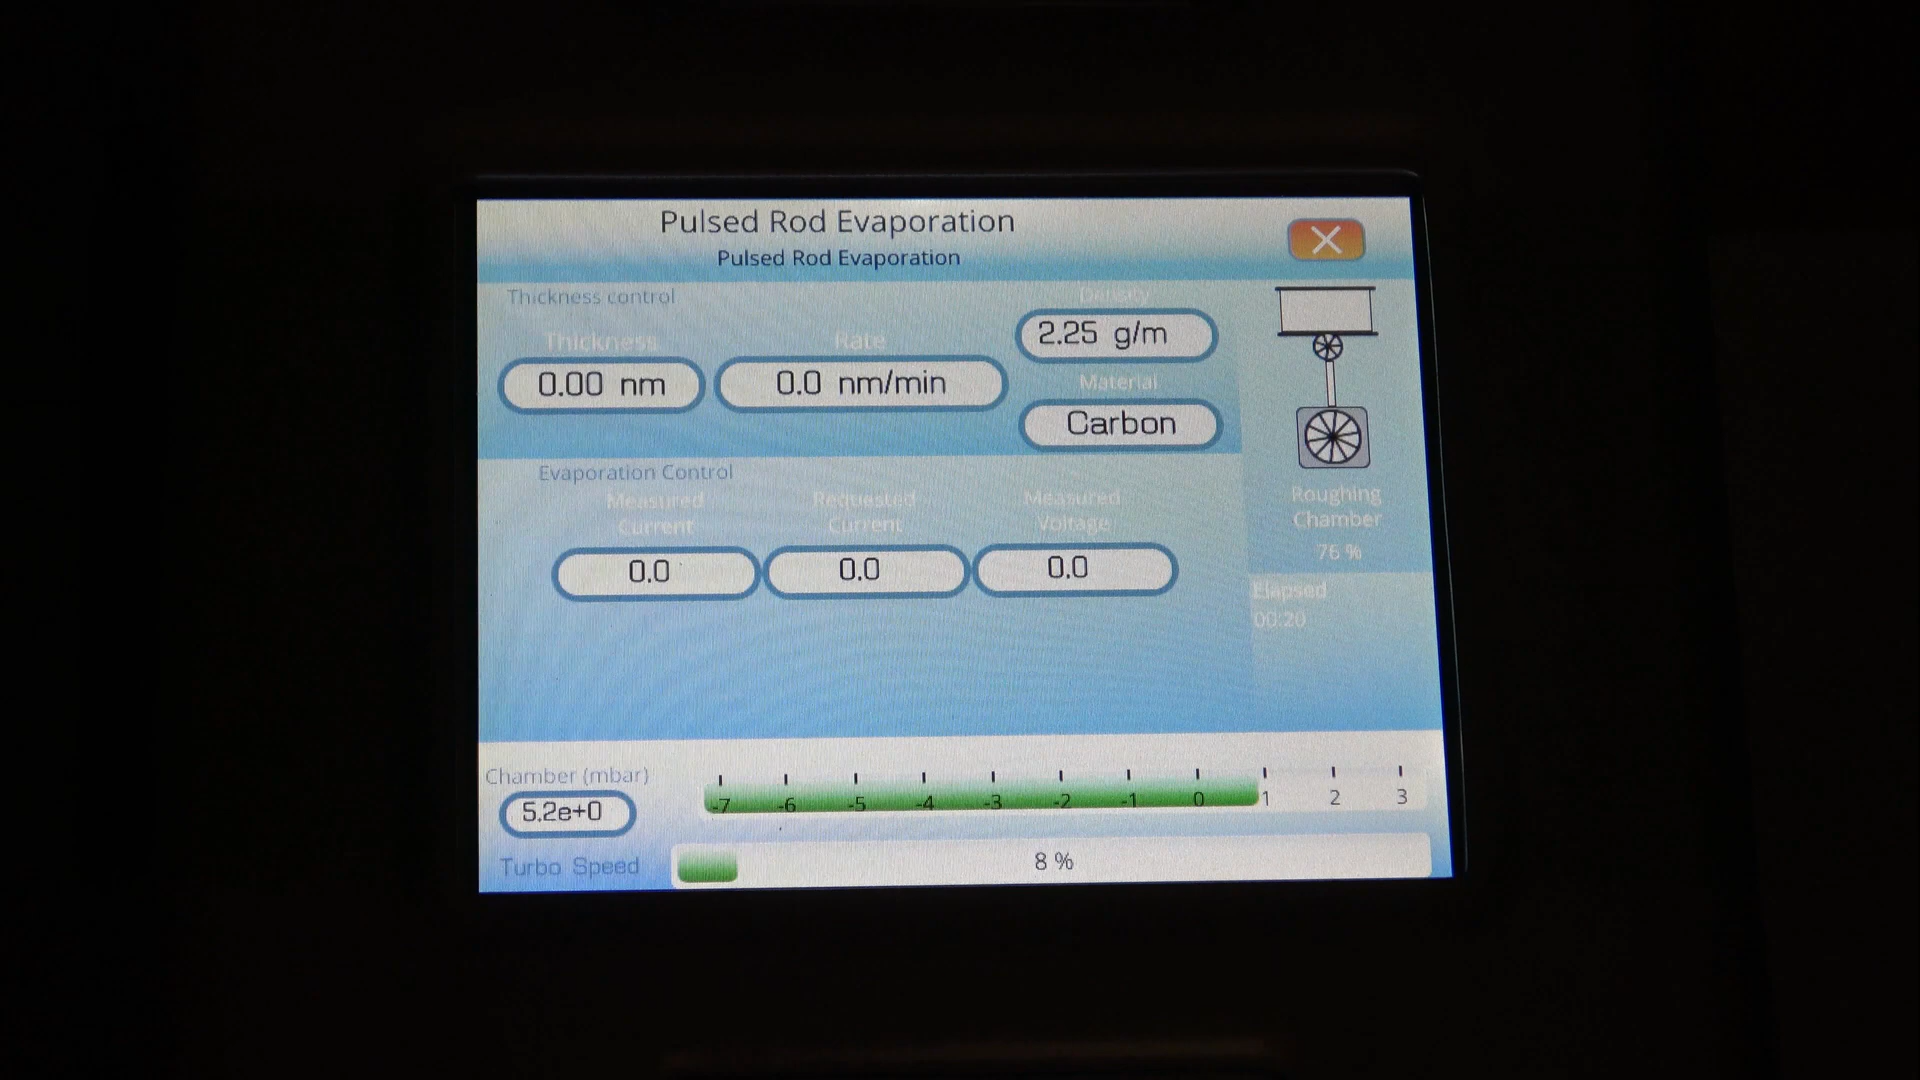 Pulsed Rod Evaporation
Pulsed Rod Evaporation
Thickness control
Density
2.25 g/m
Thickness
Rate
0.00 nm
0.0 nm/min
Material
Carbon
Evaporation Control
Measured Current
Requested Current
Measured Voltage
0.0
0.0
0.0
Roughing
Chamber
76 %
Elapsed
00:20
Chamber (mbar)
5.2e+0
-7 -6 -5 -4 -3 -2 -1 0 1 2 3
Turbo Speed
8 %